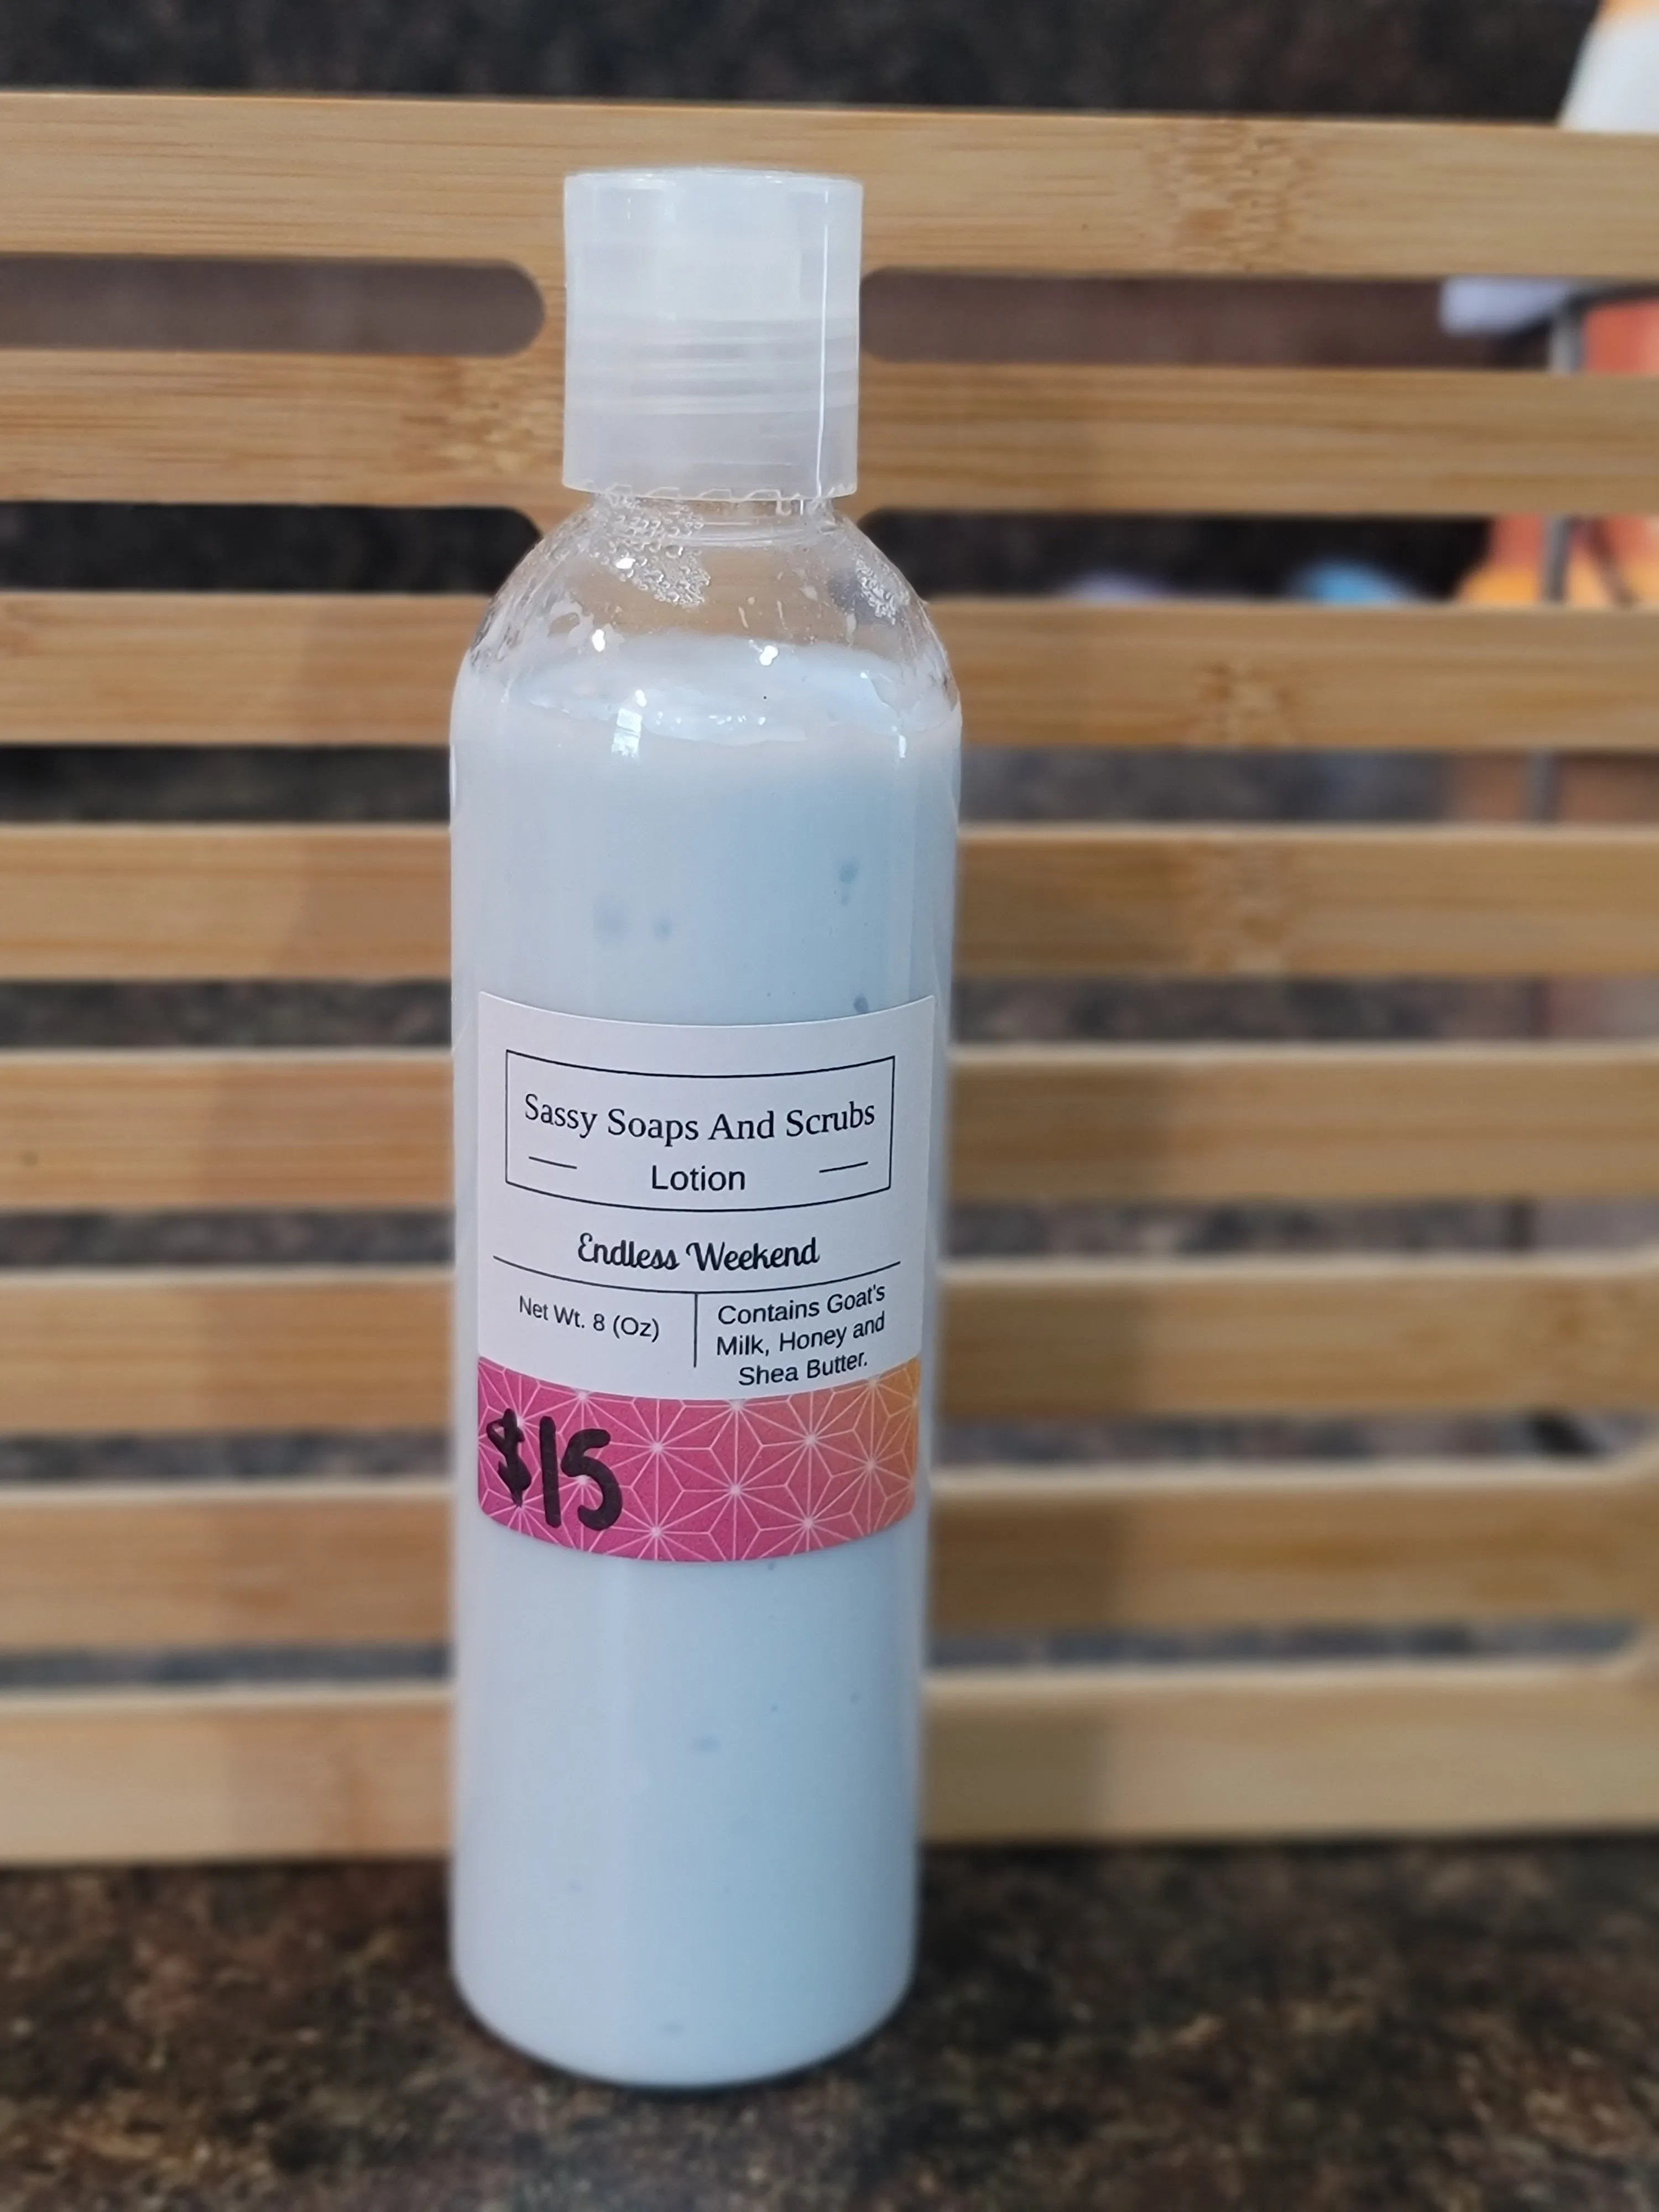 Sassy Soaps And Scrubs
Lotion
Endless Weekend
Net Wt. 8 (Oz)
Contains Goat's
Milk, Honey and
Shea Butter.
$15